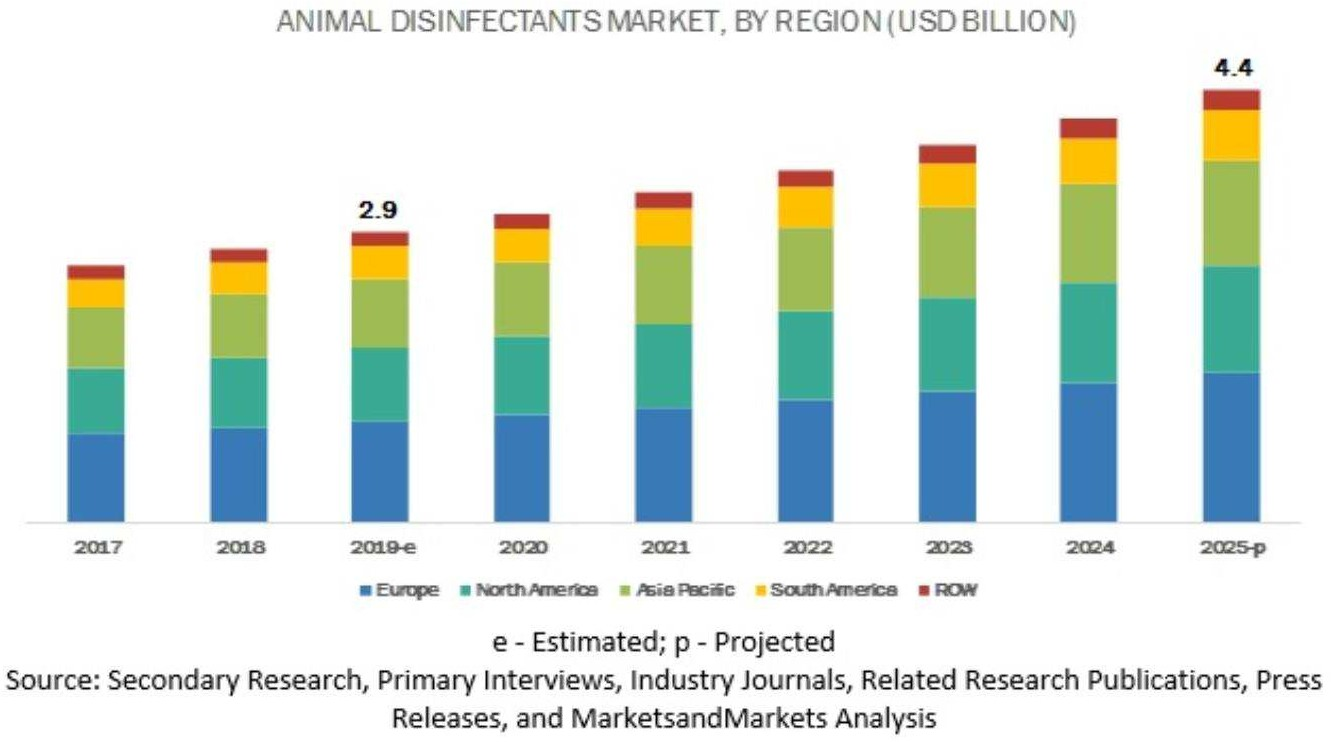 ANIMAL DISINFECTANTS MARKET, BY REGION (USD BILLION)
4.4
2.9
2017 2018 2019-e 2020 2021 2022 2023 2024 2025-p
Europe North America Asia Pacific South America ROW
e - Estimated; p - Projected
Source: Secondary Research, Primary Interviews, Industry Journals, Related Research Publications, Press
Releases, and MarketsandMarkets Analysis